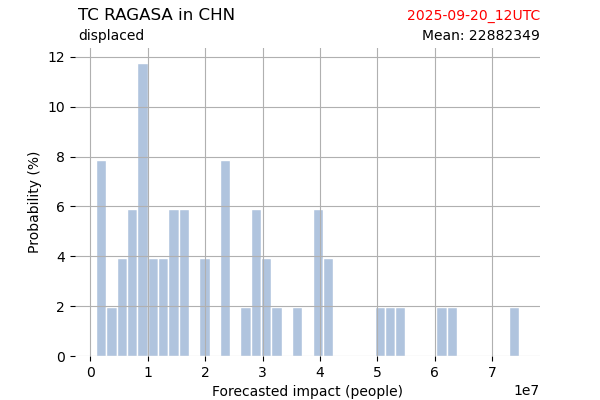 TC RAGASA in CHN
2025-09-20_12UTC
displaced
Mean: 22882349
12
10
8
6
4
2
0
Probability (%)
0 1 2 3 4 5 6 7
Forecasted impact (people)
1e7